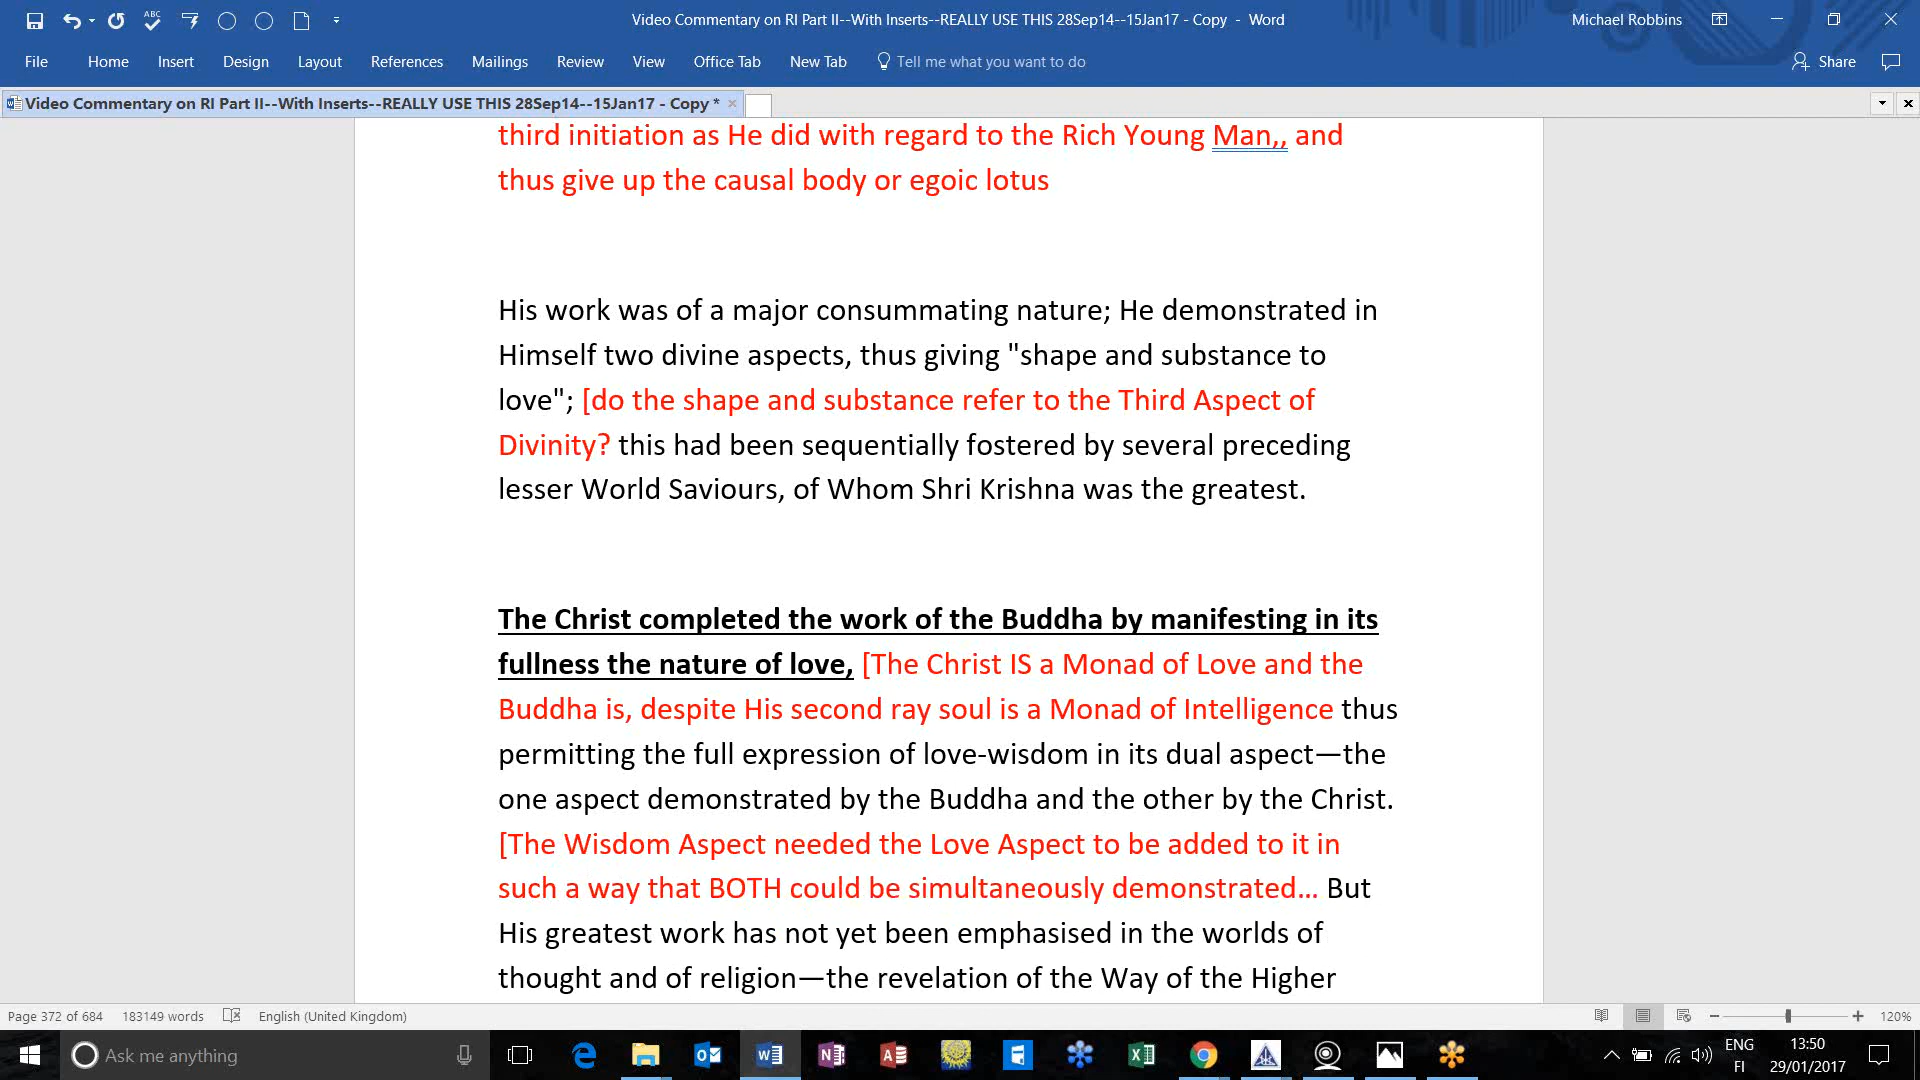 ABC
Video Commentary on RI Part II--With Inserts--REALLY USE THIS 28Sep14--15Jan17 - Copy - Word
Michael Robbins
File Home Insert Design Layout References Mailings Review View Office Tab New Tab Tell me what you want to do Share
Video Commentary on RI Part II--With Inserts--REALLY USE THIS 28Sep14--15Jan17 - Copy *
third initiation as He did with regard to the Rich Young Man,, and
thus give up the causal body or egoic lotus
His work was of a major consummating nature; He demonstrated in
Himself two divine aspects, thus giving "shape and substance to
love"; [do the shape and substance refer to the Third Aspect of
Divinity? this had been sequentially fostered by several preceding
lesser World Saviours, of Whom Shri Krishna was the greatest.
The Christ completed the work of the Buddha by manifesting in its
fullness the nature of love, [The Christ IS a Monad of Love and the
Buddha is, despite His second ray soul is a Monad of Intelligence thus
permitting the full expression of love-wisdom in its dual aspect—the
one aspect demonstrated by the Buddha and the other by the Christ.
[The Wisdom Aspect needed the Love Aspect to be added to it in
such a way that BOTH could be simultaneously demonstrated… But
His greatest work has not yet been emphasised in the worlds of
thought and of religion—the revelation of the Way of the Higher
Page 372 of 684 183149 words English (United Kingdom) 120%
Ask me anything
ENG 13:50
FI 29/01/2017